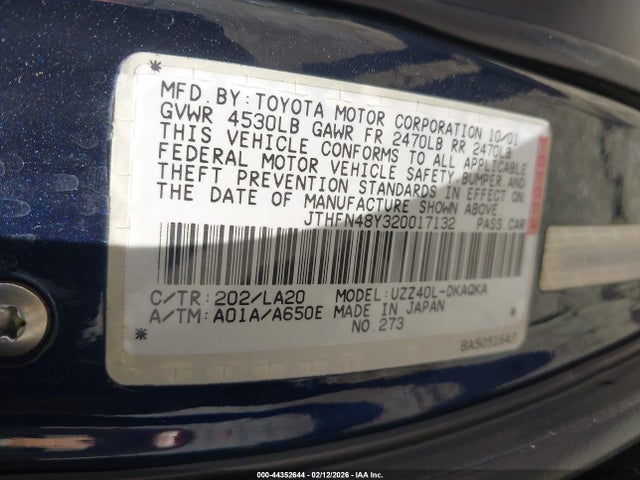 MFD BY:TOYOTA MOTOR CORPORATION 10/01
GVWR 4530LB GAWR FR 2470LB RR 2470LB
THIS VEHICLE CONFORMS TO ALL APPLICABLE
FEDERAL MOTOR VEHICLE SAFETY,BUMPER,AND
THEFT PREVENTION STANDARDS IN EFFECT ON
THE DATE OF MANUFACTURE SHOWN ABOVE
JTHFN48Y320017132 PASS.CAR
C/TR: 202/LA20 MODEL: UZZ40L-DKAQKA
A/TM: A01A/A650E MADE IN JAPAN
NO.273
BA5051647
000-44352644 - 02/12/2026 - IAA Inc.